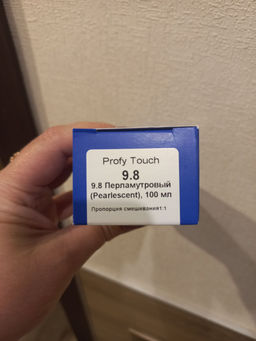 Profy Touch
9.8
9.8 Перламутровый
(Pearlescent), 100 мл
Пропорция смешивания1:1